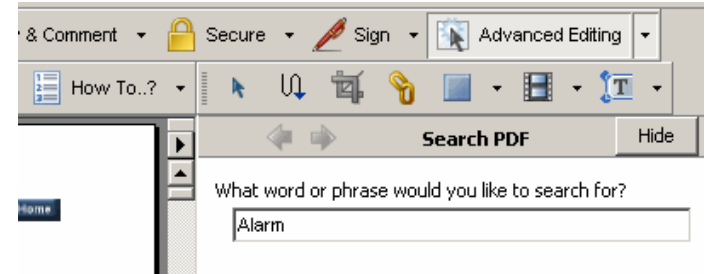 & Comment Secure Sign Advanced Editing
How To..? T
Search PDF Hide
What word or phrase would you like to search for?
Home
Alarm